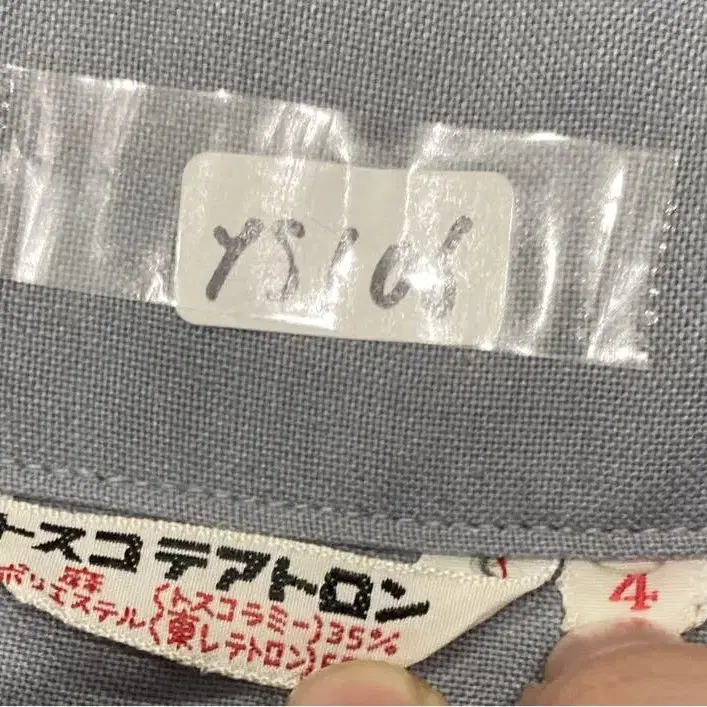 YS106
トスコ テアトロン
麻 (トスコラミー) 35%
ポリエステル (東レテトロン)
4